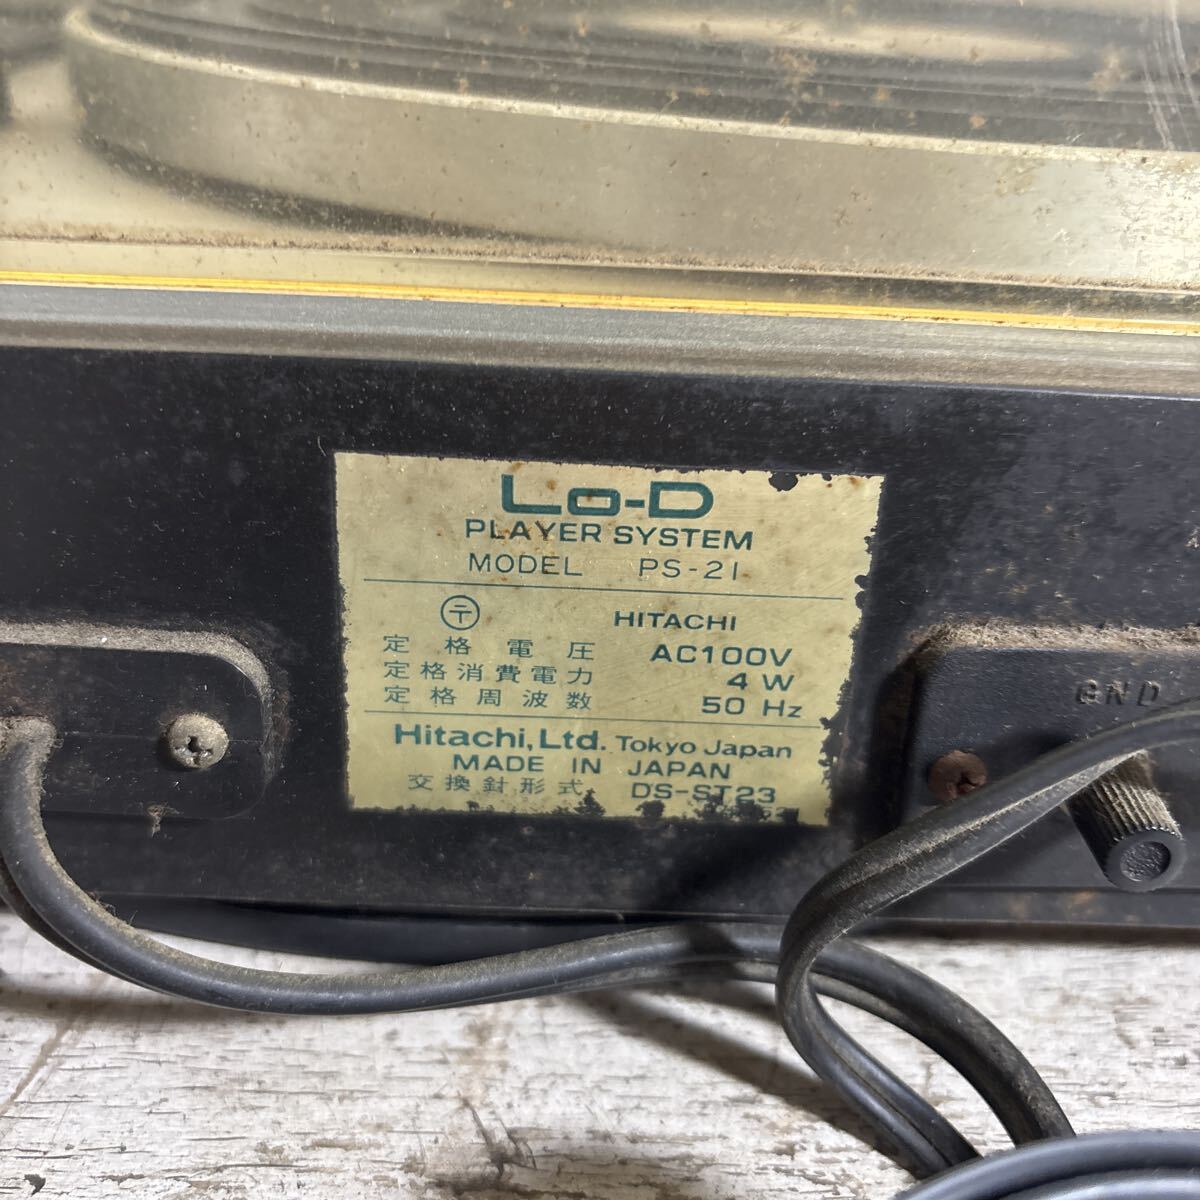 Lo-D
PLAYER SYSTEM
MODEL PS-21
〒 HITACHI
定格電圧 AC100V
定格消費電力 4W
定格周波数 50 Hz
Hitachi, Ltd. Tokyo Japan
MADE IN JAPAN
交換針形式 DS-ST23
GND